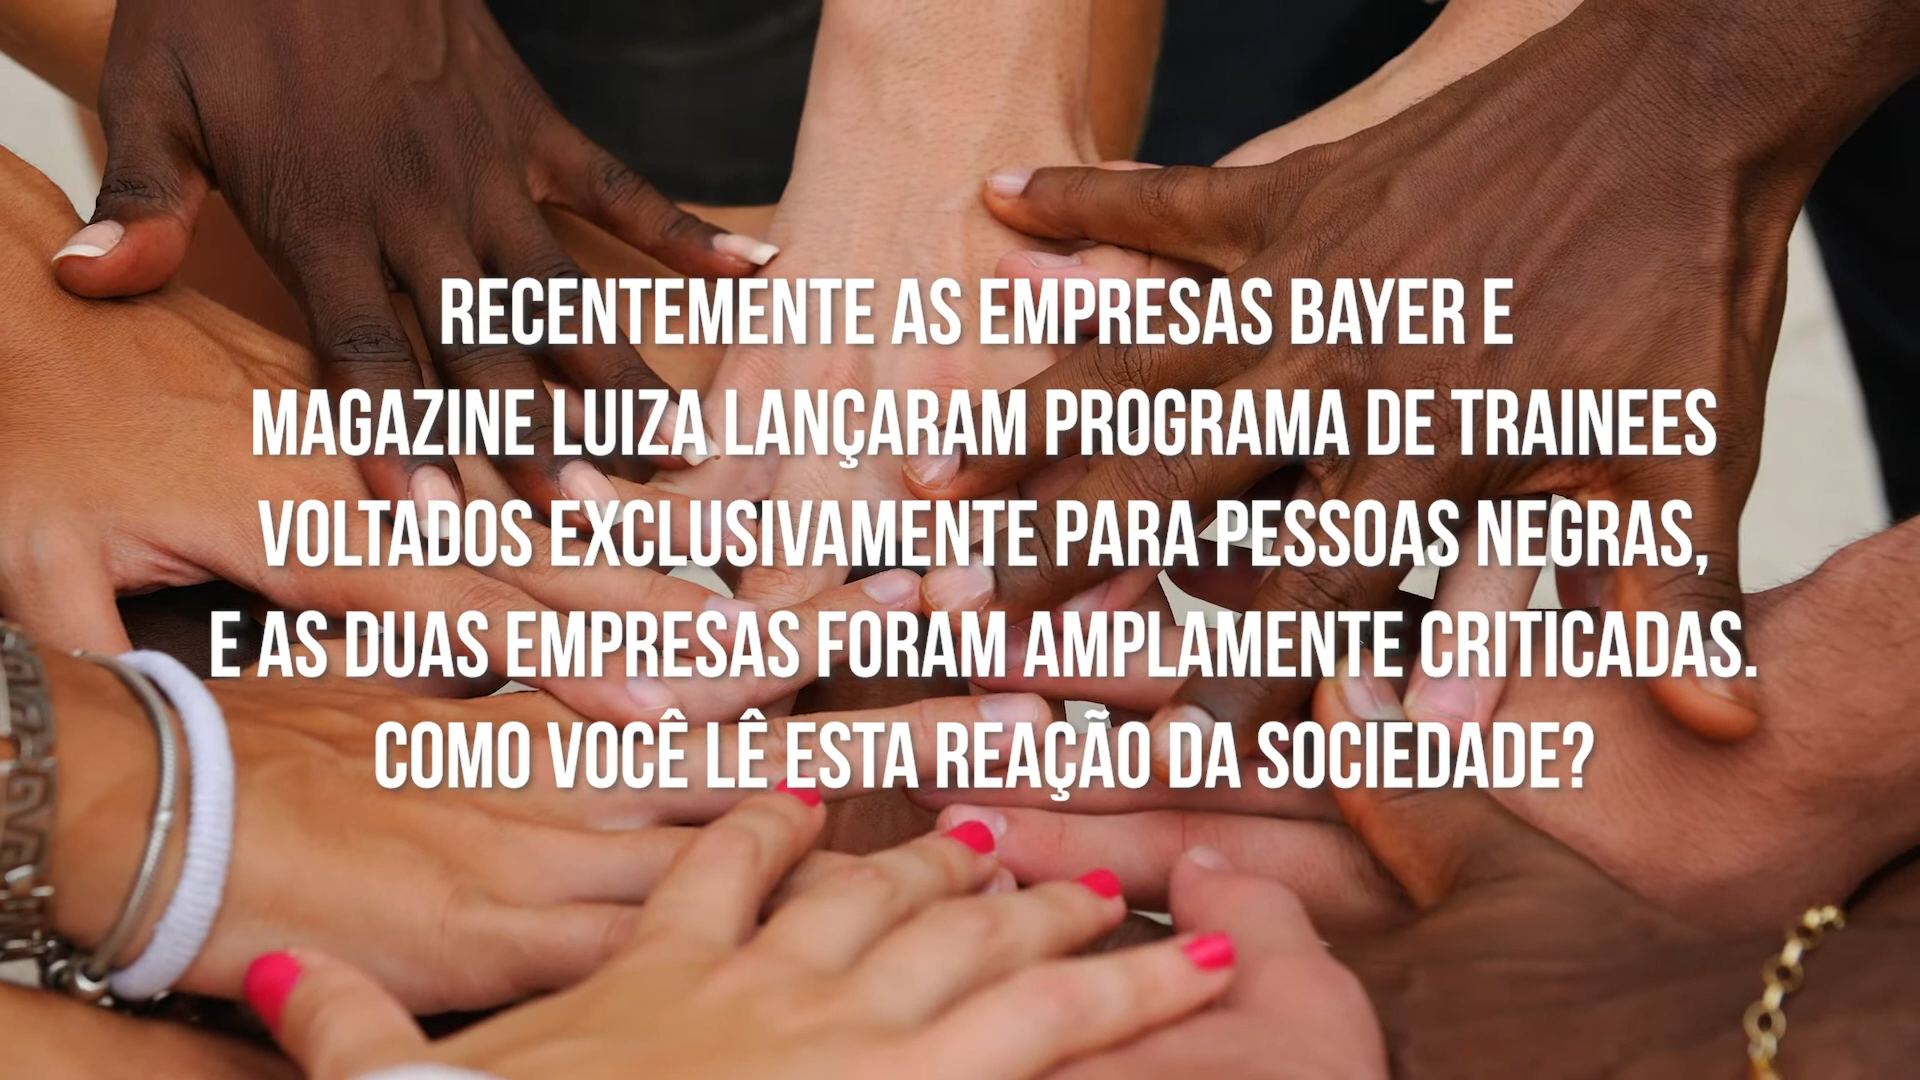 RECENTEMENTE AS EMPRESAS BAYER E
MAGAZINE LUIZA LANÇARAM PROGRAMA DE TRAINEES
VOLTADOS EXCLUSIVAMENTE PARA PESSOAS NEGRAS,
E AS DUAS EMPRESAS FORAM AMPLAMENTE CRITICADAS.
COMO VOCÊ LÊ ESTA REAÇÃO DA SOCIEDADE?